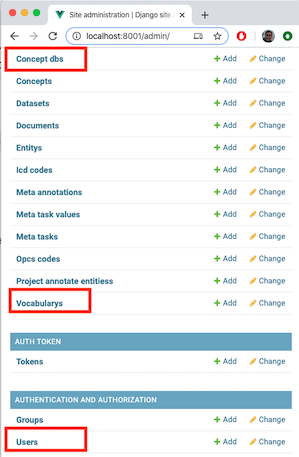 Site administration | Django site
localhost:8001/admin/
Concept dbs Add Change
Concepts Add Change
Datasets Add Change
Documents Add Change
Entitys Add Change
Icd codes Add Change
Meta annotations Add Change
Meta task values Add Change
Meta tasks Add Change
Opcs codes Add Change
Project annotate entitiess Add Change
Vocabularys Add Change
AUTH TOKEN
Tokens Add Change
AUTHENTICATION AND AUTHORIZATION
Groups Add Change
Users Add Change